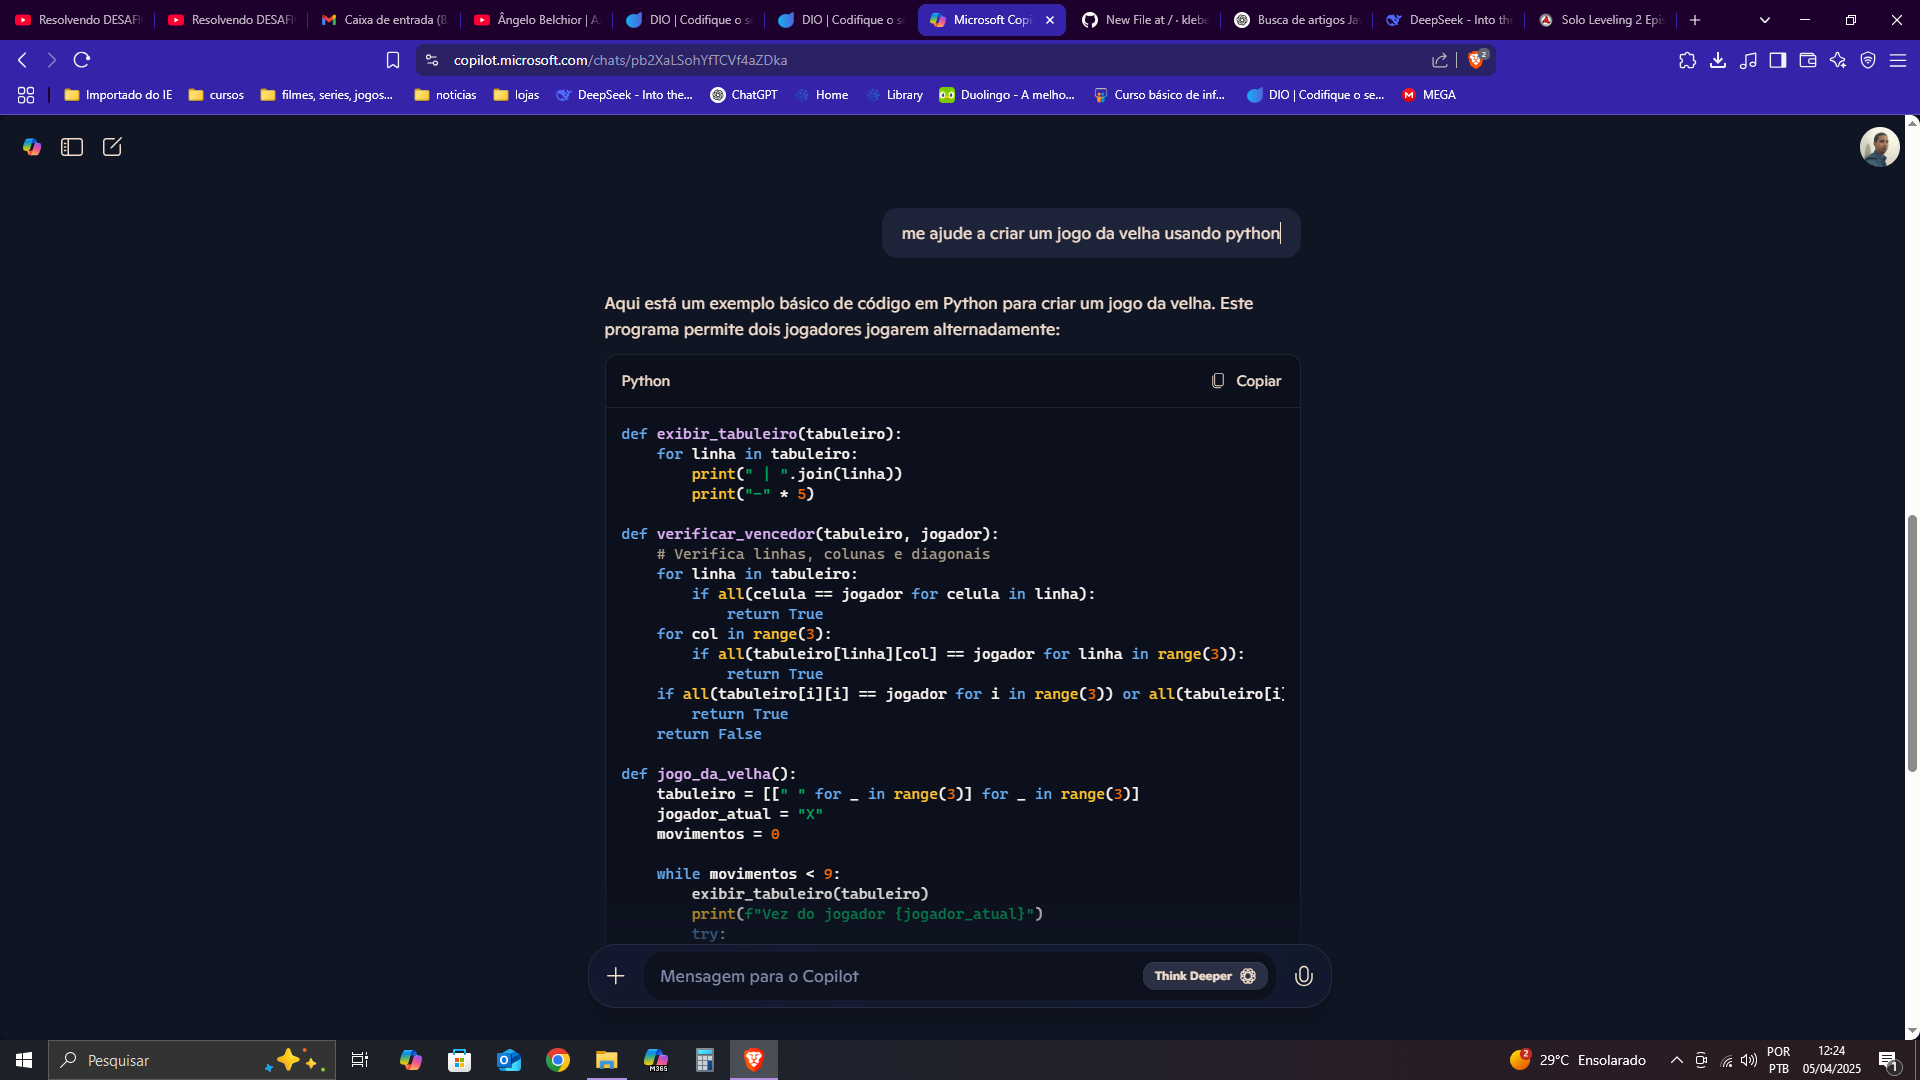 Resolvendo DESAFI
Resolvendo DESAFI
Caixa de entrada (8
Ângelo Belchior | A
DIO | Codifique o s
DIO | Codifique o s
Microsoft Copi
New File at / · klebe
Busca de artigos Ja
DeepSeek - Into th
Solo Leveling 2 Epi
copilot.microsoft.com/chats/pb2XaLSohYfTCVf4aZDka
2
Importado do IE
cursos
filmes, series, jogos...
noticias
lojas
DeepSeek - Into the...
ChatGPT
Home
Library
Duolingo - A melho...
Curso básico de inf...
DIO | Codifique o se...
MEGA
me ajude a criar um jogo da velha usando python
Aqui está um exemplo básico de código em Python para criar um jogo da velha. Este
programa permite dois jogadores jogarem alternadamente:
Python
Copiar
def exibir_tabuleiro(tabuleiro):
    for linha in tabuleiro:
        print(" | ".join(linha))
        print("-" * 5)
def verificar_vencedor(tabuleiro, jogador):
    # Verifica linhas, colunas e diagonais
    for linha in tabuleiro:
        if all(celula == jogador for celula in linha):
            return True
    for col in range(3):
        if all(tabuleiro[linha][col] == jogador for linha in range(3)):
            return True
    if all(tabuleiro[i][i] == jogador for i in range(3)) or all(tabuleiro[i]
        return True
    return False
def jogo_da_velha():
    tabuleiro = [[" " for _ in range(3)] for _ in range(3)]
    jogador_atual = "X"
    movimentos = 0
    while movimentos < 9:
        exibir_tabuleiro(tabuleiro)
        print(f"Vez do jogador {jogador_atual}")
        try:
Mensagem para o Copilot
Think Deeper
Pesquisar
M365
2
29°C Ensolarado
POR
PTB
12:24
05/04/2025
1